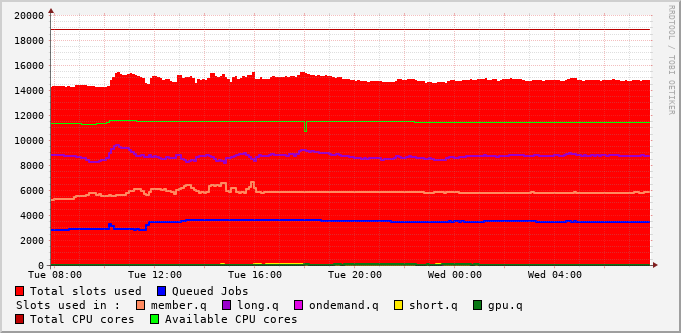 20000
18000
16000
14000
12000
10000
8000
6000
4000
2000
0
Tue 08:00 Tue 12:00 Tue 16:00 Tue 20:00 Wed 00:00 Wed 04:00
Total slots used Queued Jobs
Slots used in : member.q long.q ondemand.q short.q gpu.q
Total CPU cores Available CPU cores
RRDTOOL / TOBI OETIKER